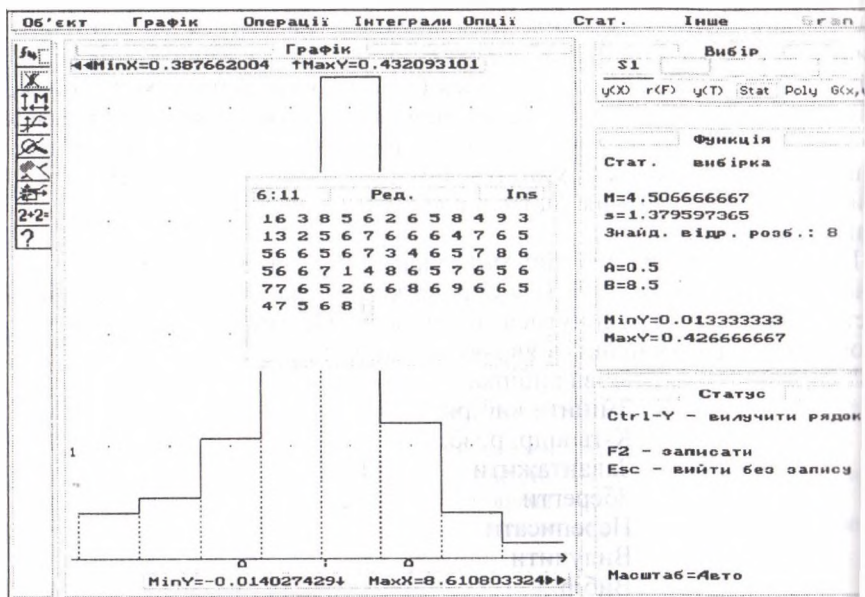 Об'єкт Графік Операції Інтеграли Опції Стат. Інше Gran
Графік
◄◄MinX=0.387662004 ↑MaxY=0.432093101
6:11 Ред. Ins
16 3 8 5 6 2 6 5 8 4 9 3
13 2 5 6 7 6 6 6 4 7 6 5
56 6 5 6 7 3 4 6 5 7 8 6
56 6 7 1 4 8 6 5 7 6 5 6
77 6 5 2 6 6 8 6 9 6 6 5
47 5 6 8
1
MinY=-0.014027429↓ MaxX=8.610803324►►
2+2=
?
Вибір
S1
y(X) r(F) y(T) Stat Poly G(x,
Функція
Стат. вибірка
M=4.506666667
s=1.379597365
Знайд. відр. розб.: 8
A=0.5
B=8.5
MinY=0.013333333
MaxY=0.426666667
Статус
Ctrl-Y - вилучити рядок
F2 - записати
Esc - вийти без запису
Масштаб=Авто